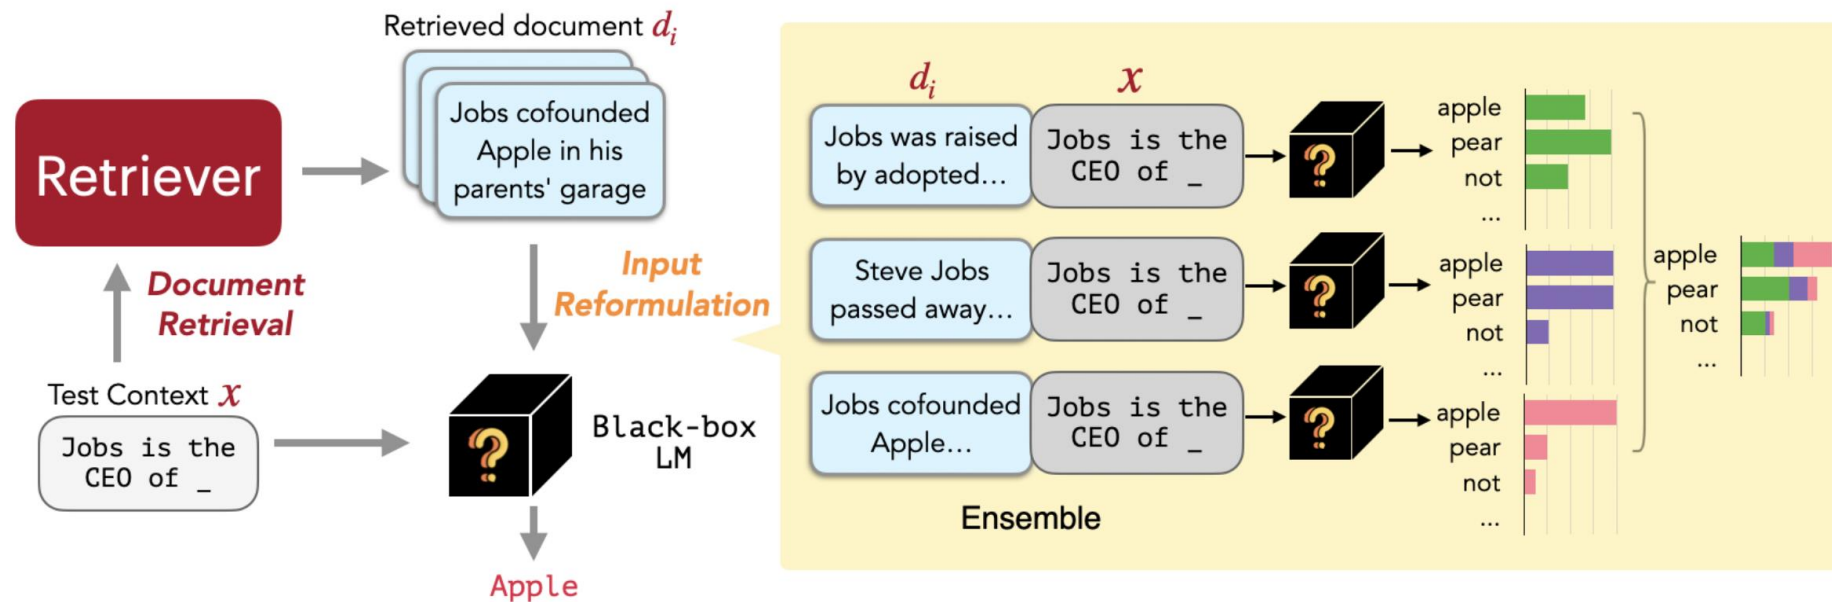 Retrieved document dᵢ
Jobs cofounded
Apple in his
parents' garage
Retriever
Document
Retrieval
Input
Reformulation
Test Context x
Jobs is the
CEO of _
?
Black-box
LM
Apple
dᵢ
x
Jobs was raised
by adopted...
Jobs is the
CEO of _
?
apple
pear
not
...
Steve Jobs
passed away...
Jobs is the
CEO of _
?
apple
pear
not
...
Jobs cofounded
Apple...
Jobs is the
CEO of _
?
apple
pear
not
...
apple
pear
not
...
Ensemble